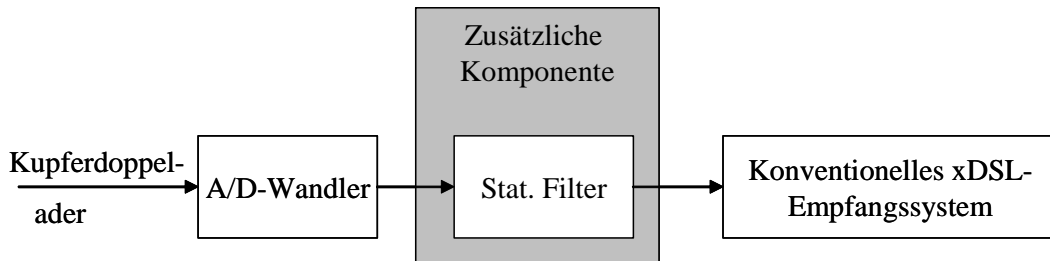 Zusätzliche
Komponente
Kupferdoppel-
ader
A/D-Wandler
Stat. Filter
Konventionelles xDSL-
Empfangssystem